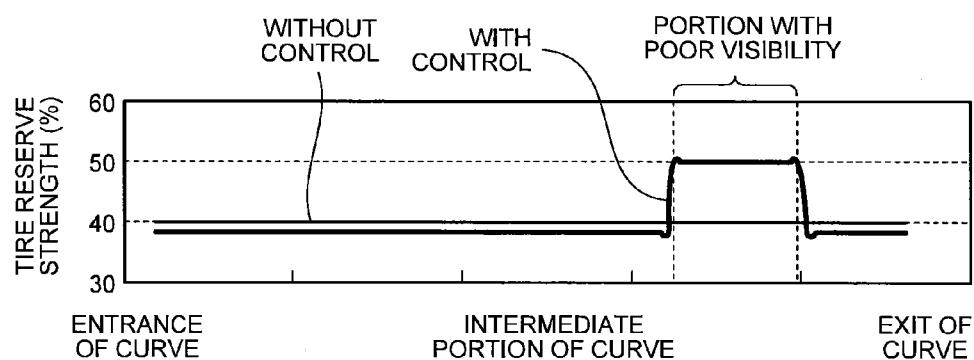 WITHOUT
CONTROL
WITH
CONTROL
PORTION WITH
POOR VISIBILITY
TIRE RESERVE
STRENGTH (%)
60
50
40
30
ENTRANCE
OF CURVE
INTERMEDIATE
PORTION OF CURVE
EXIT OF
CURVE